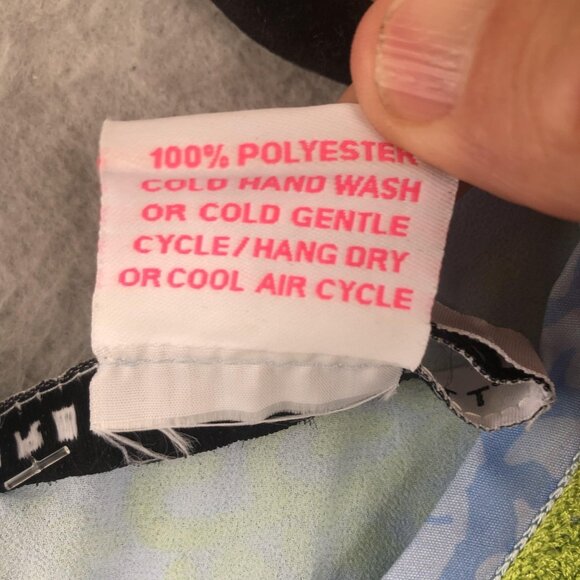 100% POLYESTER
COLD HAND WASH
OR COLD GENTLE
CYCLE/HANG DRY
OR COOL AIR CYCLE